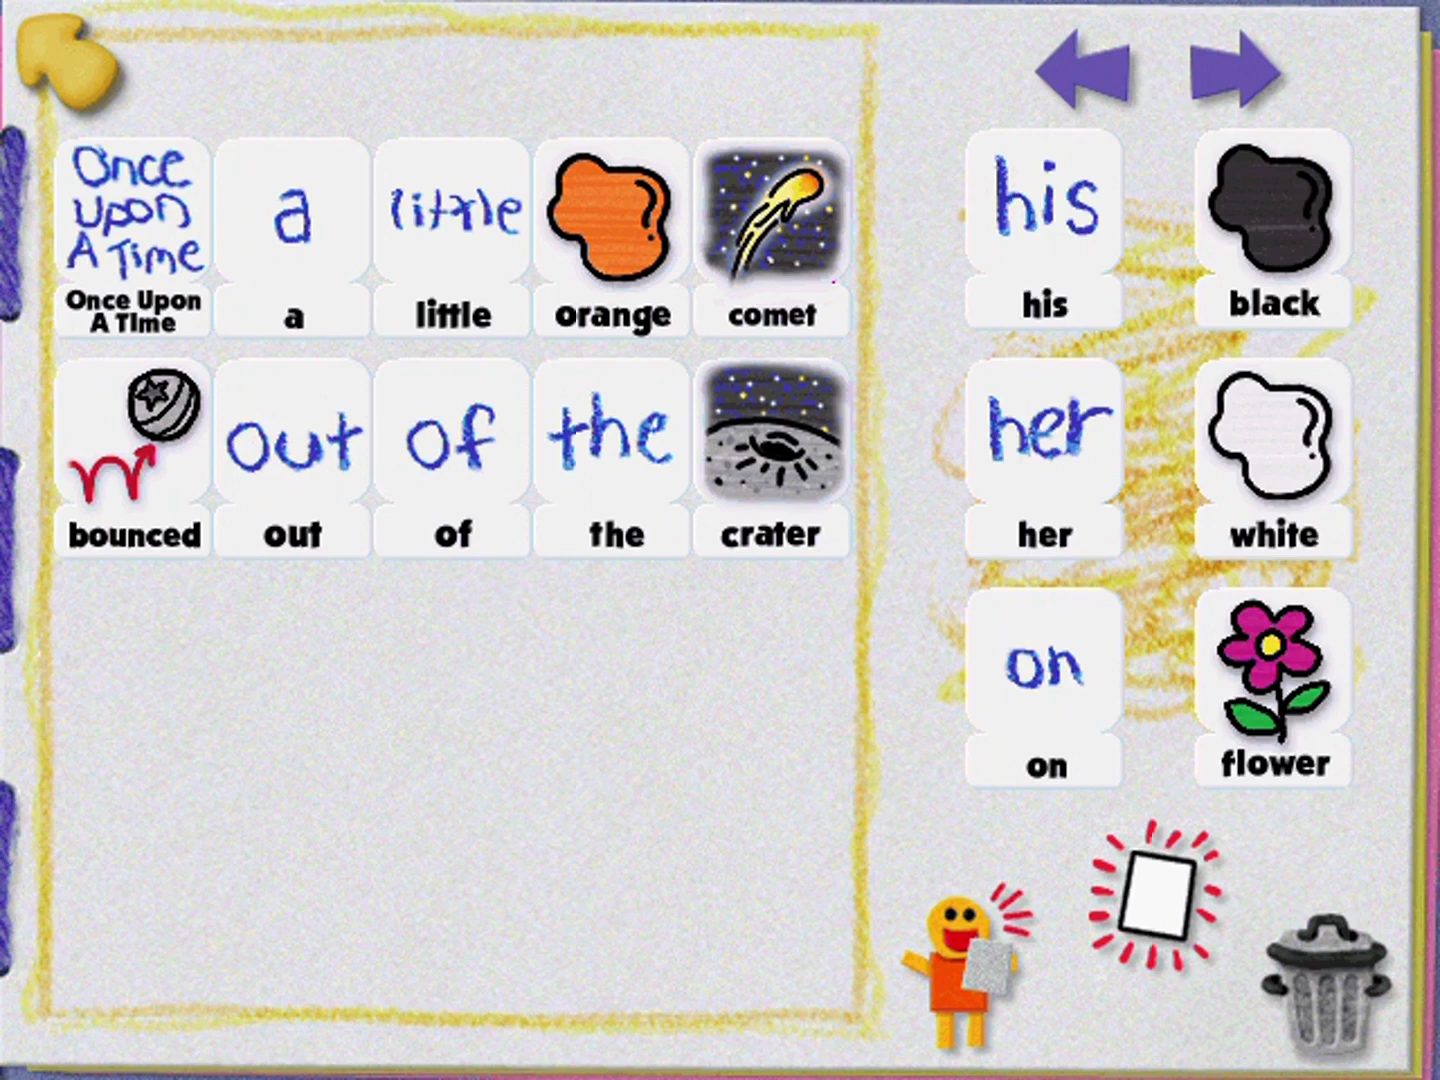 Once
Upon
A Time
a
little
Once Upon
A Time
a
little
orange
comet
out
of
the
bounced
out
of
the
crater
his
his
black
her
her
white
on
on
flower